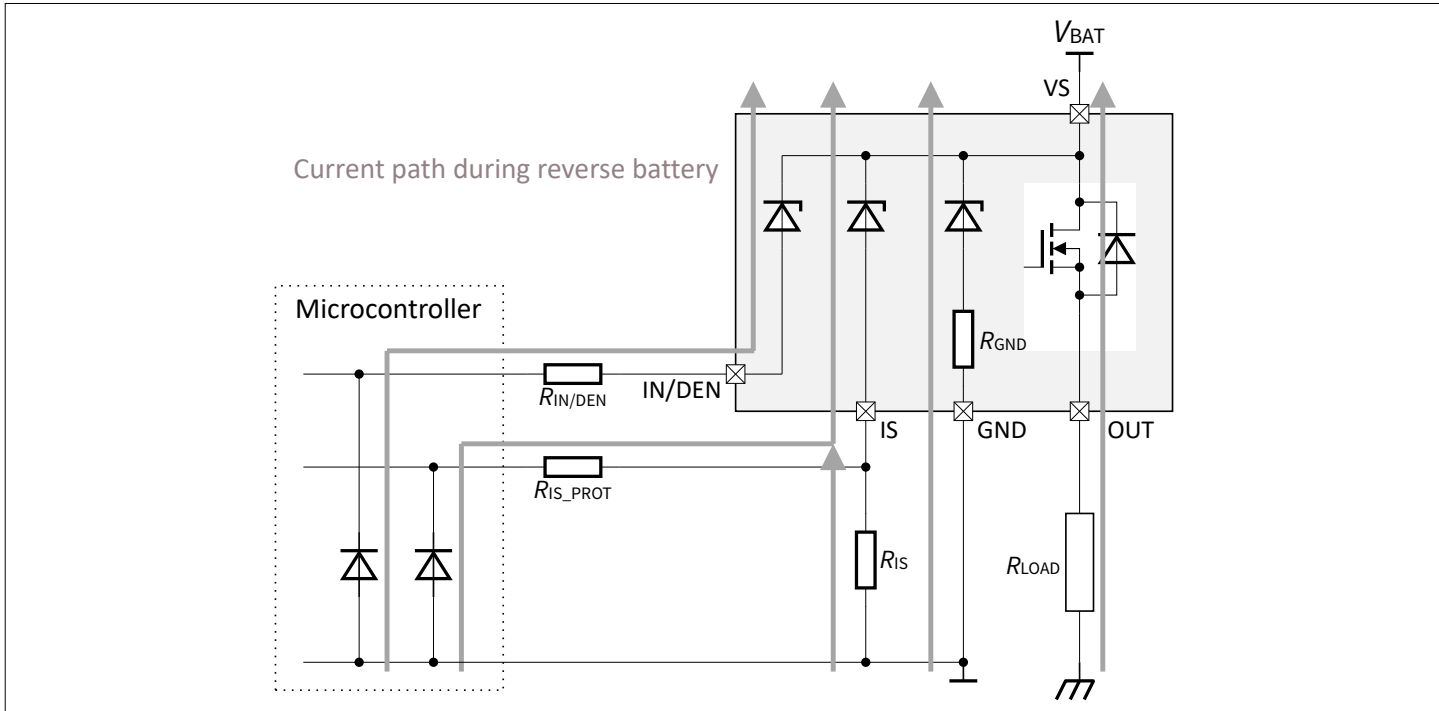 VBAT
VS
Current path during reverse battery
Microcontroller
RGND
RIN/DEN
IN/DEN
IS
GND
OUT
RIS_PROT
RIS
RLOAD